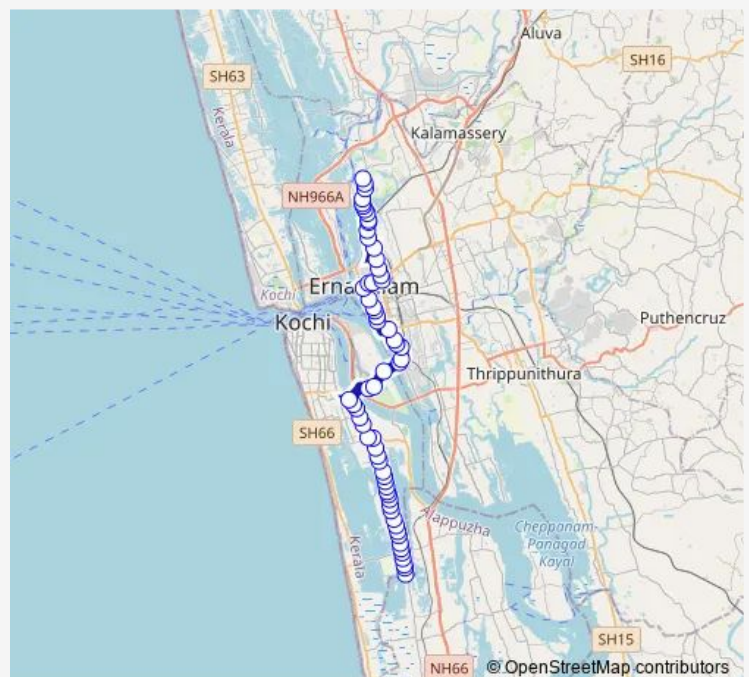 Aluva
SH16
SH63
Kerala
Kalamassery
NH966A
Ernakulam
Kochi
Kochi
Puthencruz
Thrippunithura
SH66
Alappuzha
Cheppanam-
Panagad
Kayal
Kerala
SH15
NH66
© OpenStreetMap contributors